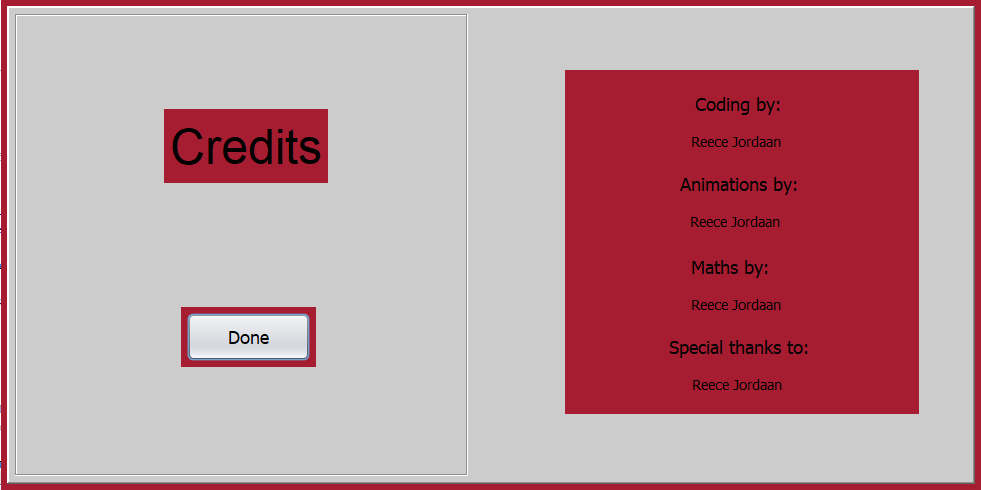 Credits
Done
Coding by:
Reece Jordaan
Animations by:
Reece Jordaan
Maths by:
Reece Jordaan
Special thanks to:
Reece Jordaan